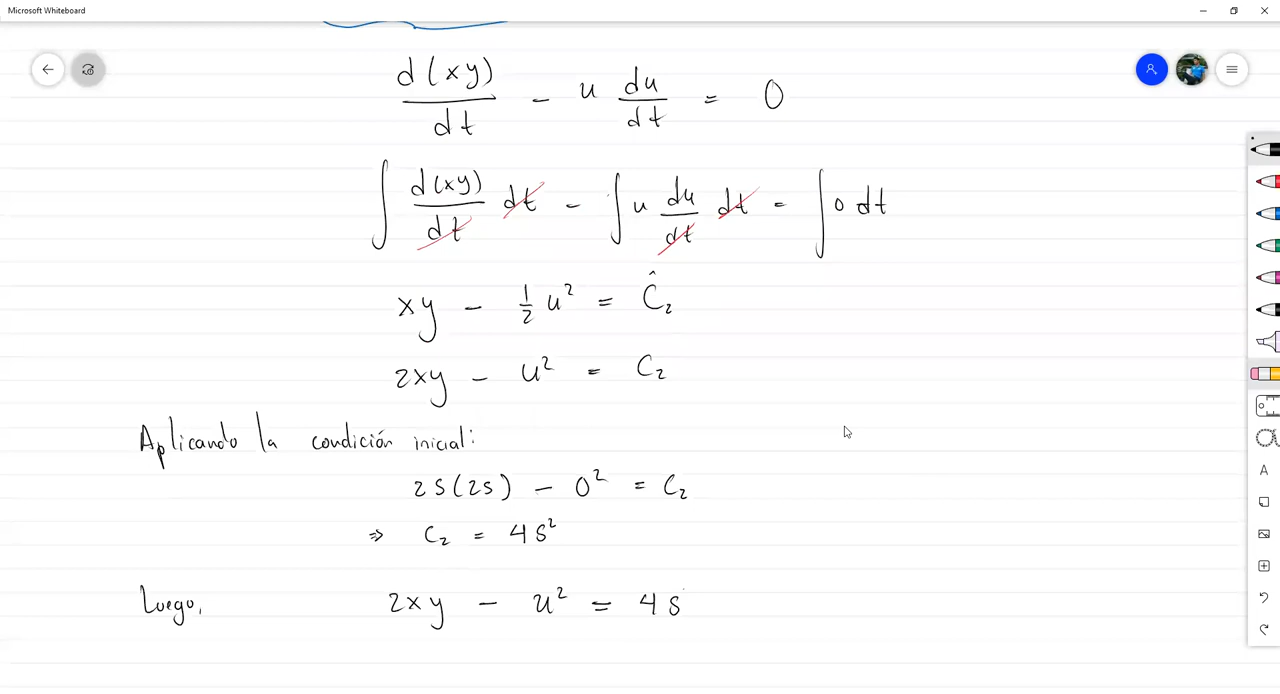 Microsoft Whiteboard
d(xy)/dt - u du/dt = 0
∫ d(xy)/dt dt - ∫ u du/dt dt = ∫ 0 dt
xy - 1/2 u² = Ĉ₂
2xy - u² = C₂
Aplicando la condición inicial:
2s(2s) - 0² = C₂
⇒ C₂ = 4s²
Luego, 2xy - u² = 4s
A